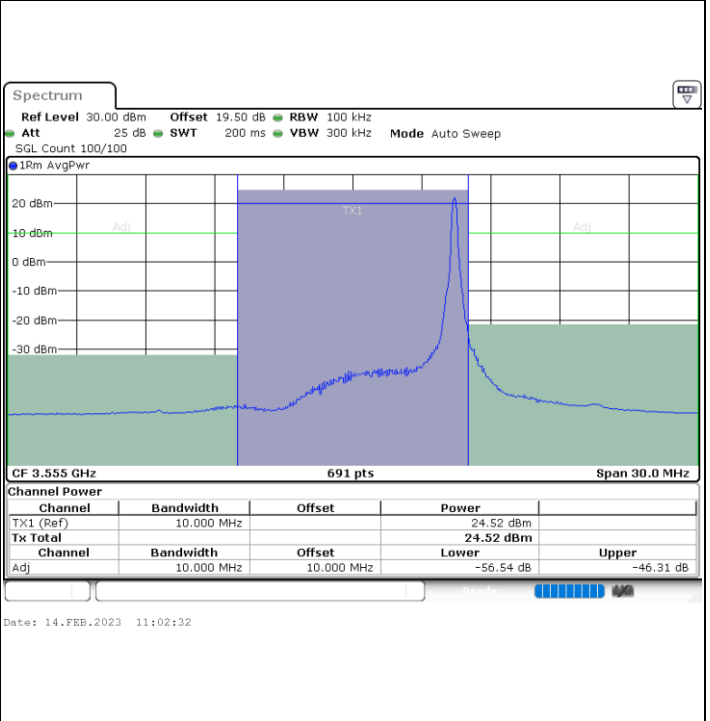 Spectrum
Ref Level 30.00 dBm Offset 19.50 dB RBW 100 kHz
Att 25 dB SWT 200 ms VBW 300 kHz Mode Auto Sweep
SGL Count 100/100
1Rm AvgPwr
20 dBm
TX1
Adj Adj
10 dBm
0 dBm
-10 dBm
-20 dBm
-30 dBm
CF 3.555 GHz 691 pts Span 30.0 MHz
Channel Power
Channel Bandwidth Offset Power
TX1 (Ref) 10.000 MHz 24.52 dBm
Tx Total 24.52 dBm
Channel Bandwidth Offset Lower Upper
Adj 10.000 MHz 10.000 MHz -56.54 dB -46.31 dB
Ready
Date: 14.FEB.2023 11:02:32